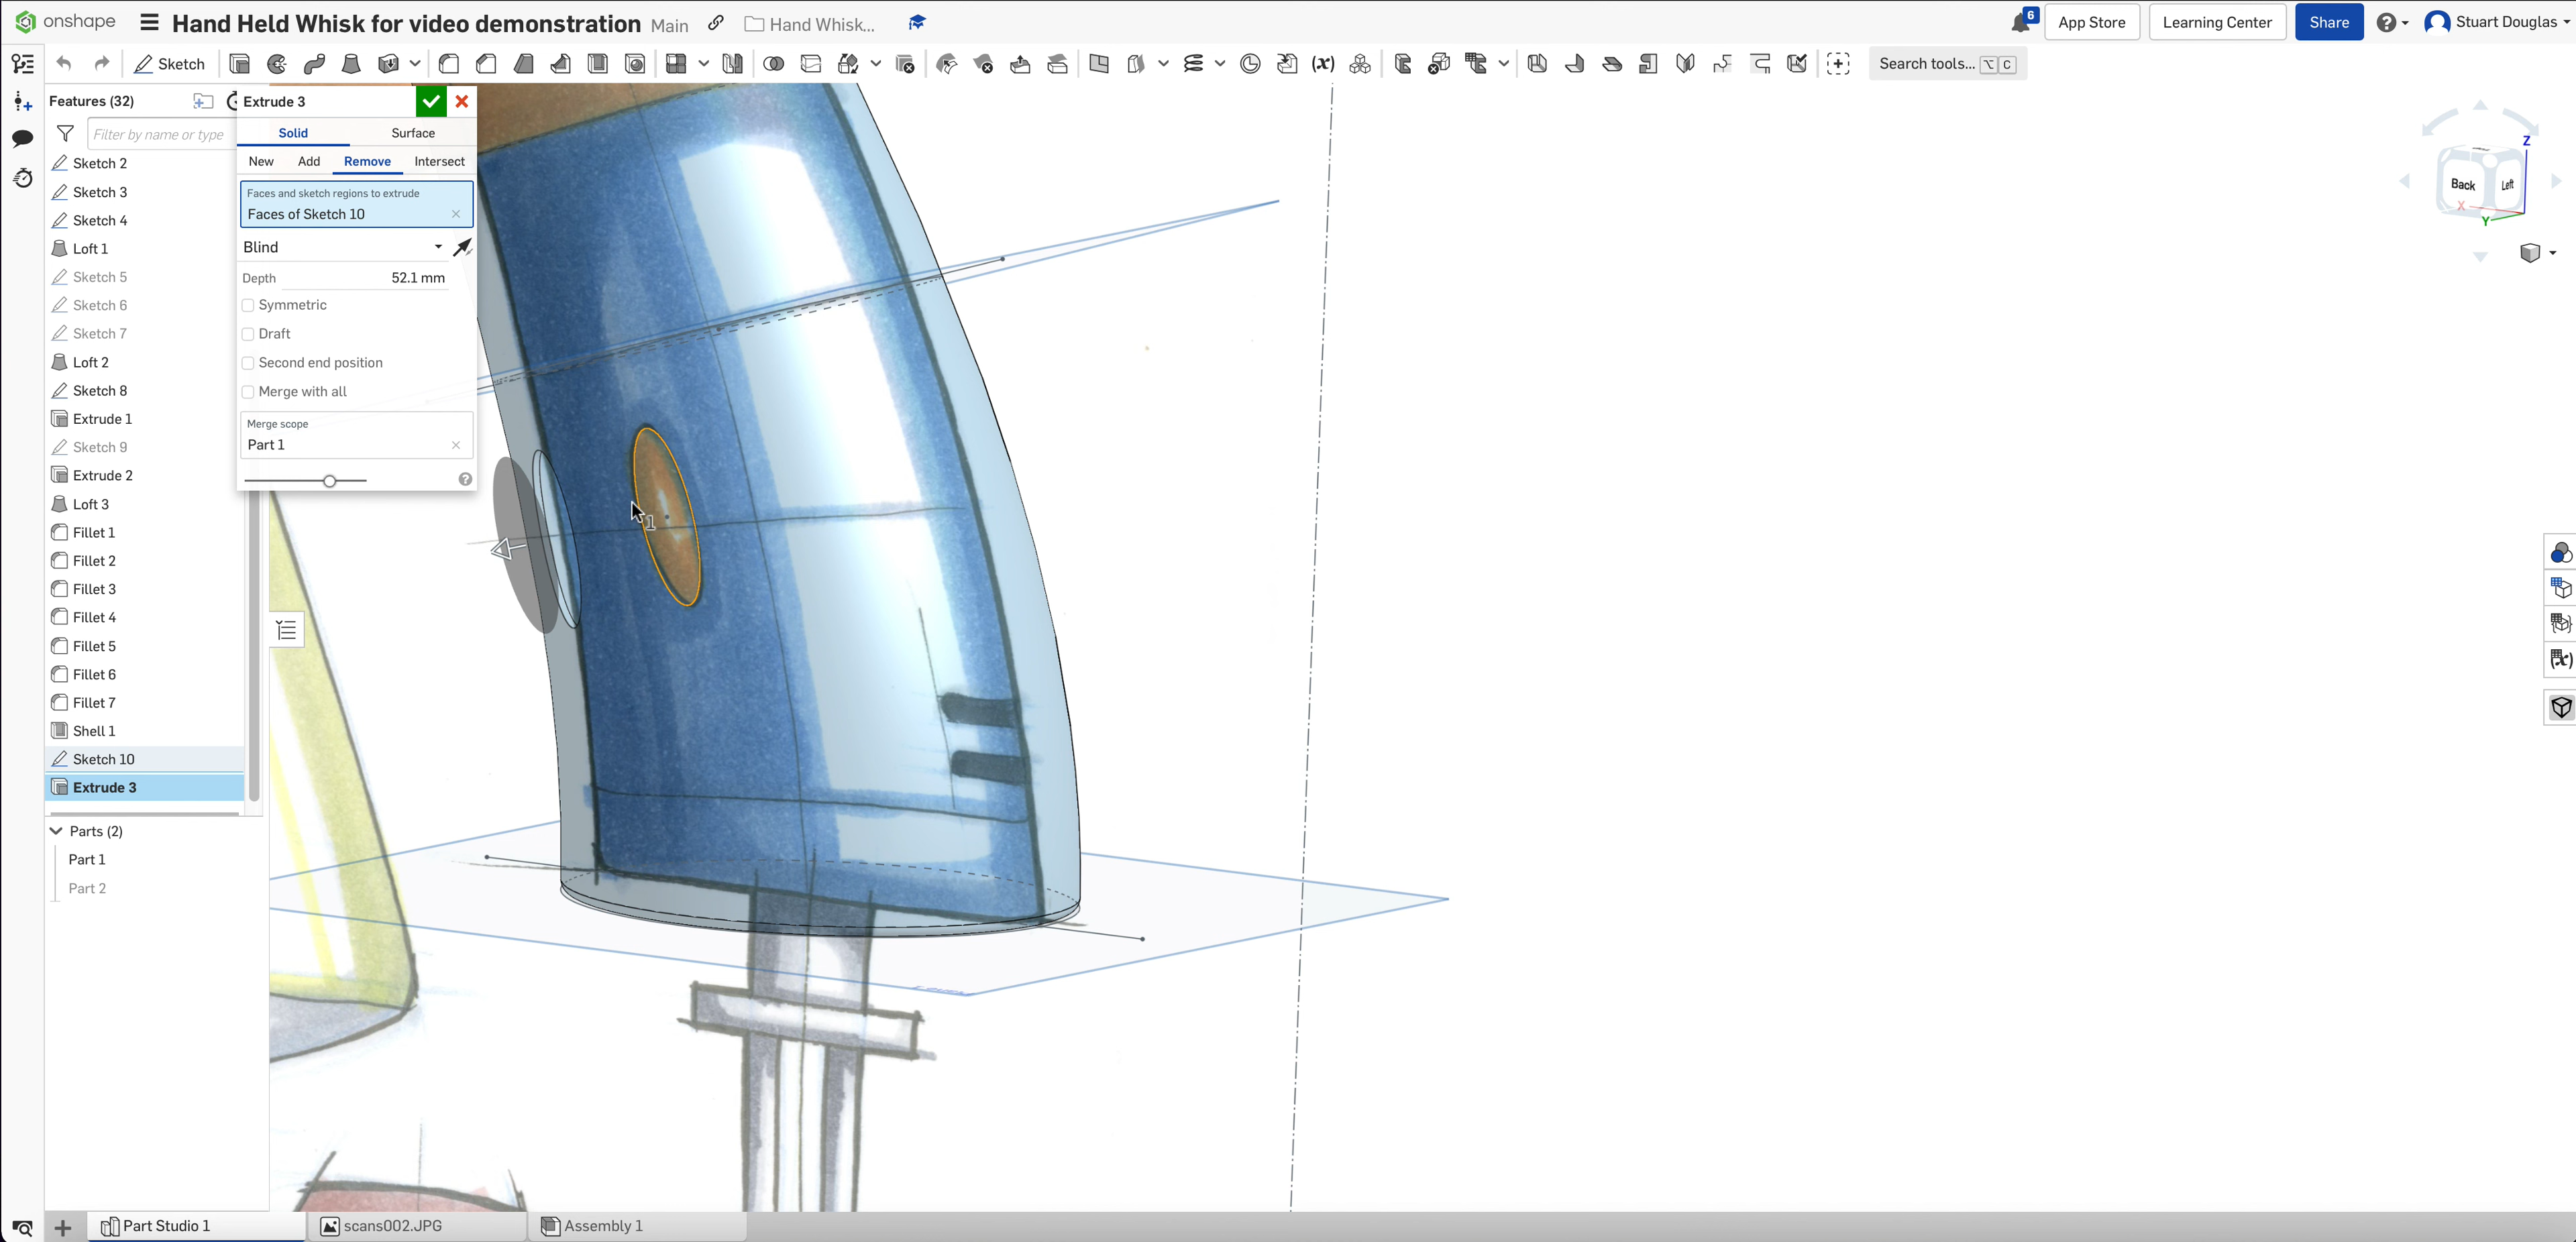 onshape
Hand Held Whisk for video demonstration
Main
Hand Whisk...
6
App Store
Learning Center
Share
Stuart Douglas
Sketch
Search tools...
⌥ C
Features (32)
Filter by name or type
Sketch 2
Sketch 3
Sketch 4
Loft 1
Sketch 5
Sketch 6
Sketch 7
Loft 2
Sketch 8
Extrude 1
Sketch 9
Extrude 2
Loft 3
Fillet 1
Fillet 2
Fillet 3
Fillet 4
Fillet 5
Fillet 6
Fillet 7
Shell 1
Sketch 10
Extrude 3
Parts (2)
Part 1
Part 2
Extrude 3
Solid
Surface
New
Add
Remove
Intersect
Faces and sketch regions to extrude
Faces of Sketch 10
Blind
Depth
52.1 mm
Symmetric
Draft
Second end position
Merge with all
Merge scope
Part 1
1
Z
Back
Left
X
Y
Part Studio 1
scans002.JPG
Assembly 1